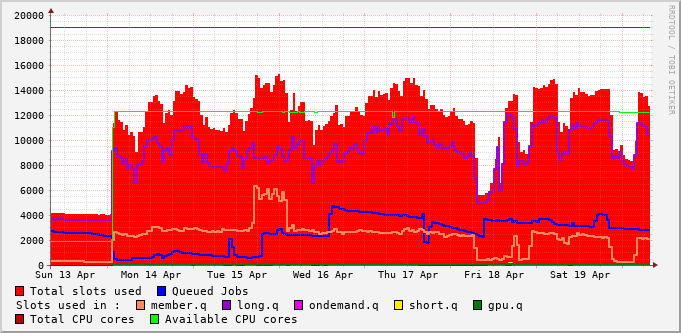 RRDTOOL / TOBI OETIKER
20000
18000
16000
14000
12000
10000
8000
6000
4000
2000
0
Sun 13 Apr Mon 14 Apr Tue 15 Apr Wed 16 Apr Thu 17 Apr Fri 18 Apr Sat 19 Apr
Total slots used Queued Jobs
Slots used in : member.q long.q ondemand.q short.q gpu.q
Total CPU cores Available CPU cores